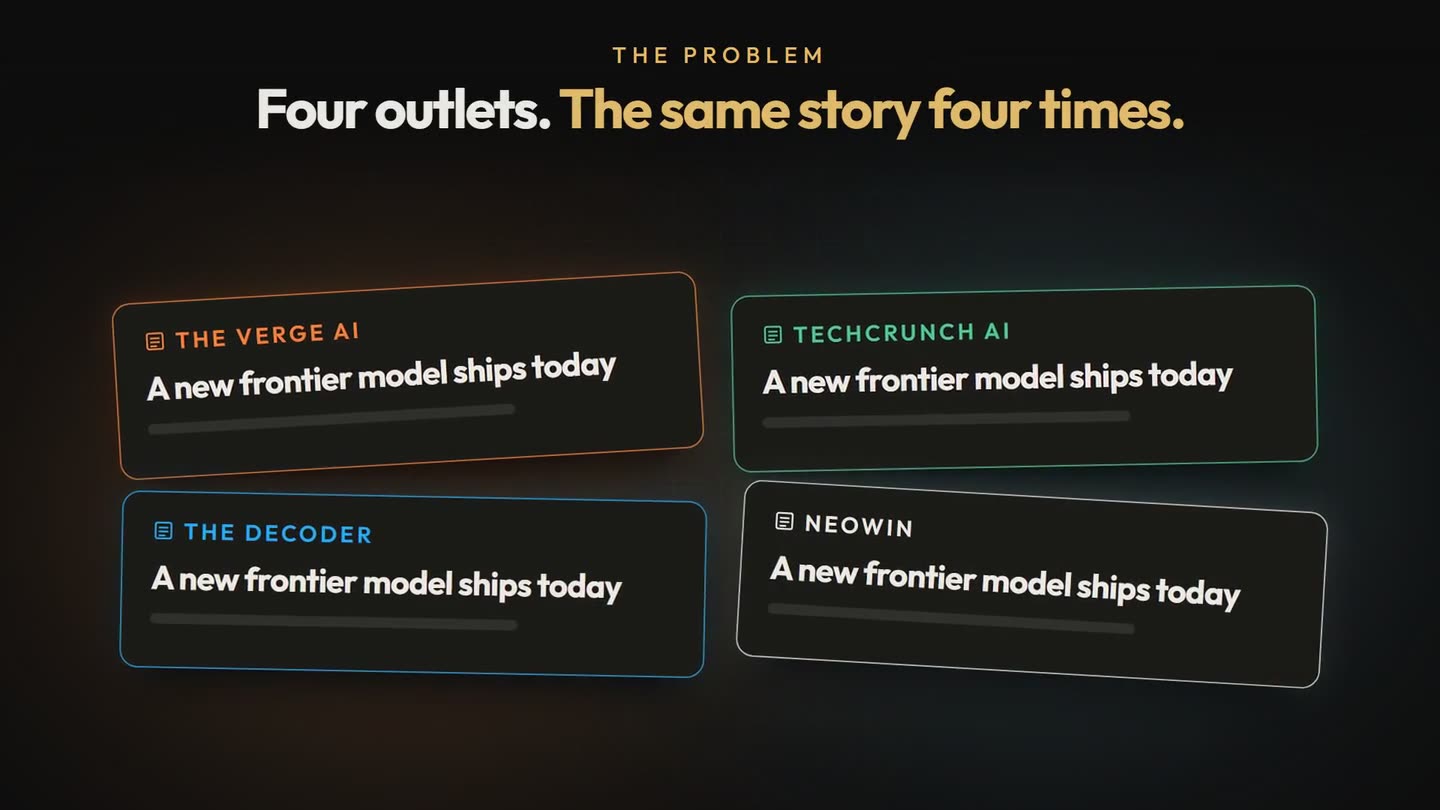 THE PROBLEM
Four outlets. The same story four times.
THE VERGE AI
A new frontier model ships today
TECHCRUNCH AI
A new frontier model ships today
THE DECODER
A new frontier model ships today
NEOWIN
A new frontier model ships today